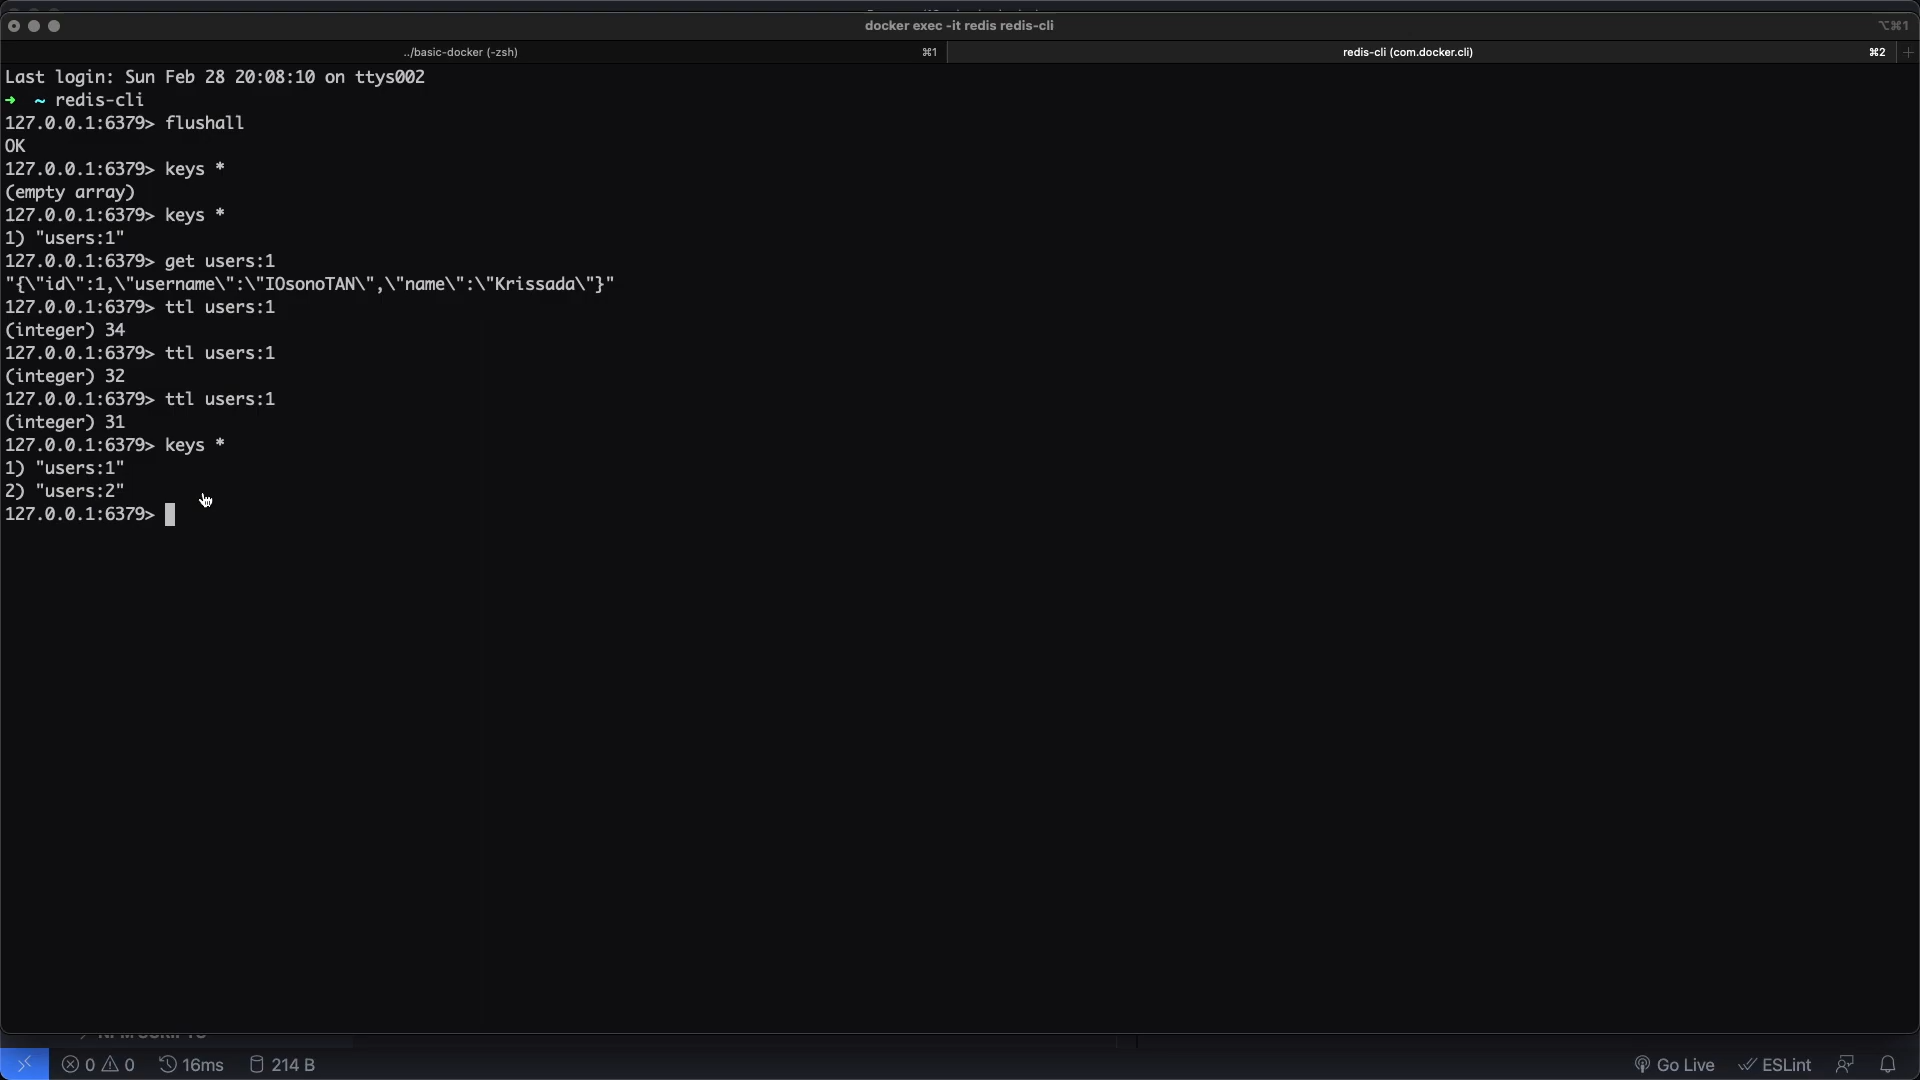 docker exec -it redis redis-cli
⌥⌘1
../basic-docker (-zsh)
⌘1
redis-cli (com.docker.cli)
⌘2
Last login: Sun Feb 28 20:08:10 on ttys002
➜ ~ redis-cli
127.0.0.1:6379> flushall
OK
127.0.0.1:6379> keys *
(empty array)
127.0.0.1:6379> keys *
1) "users:1"
127.0.0.1:6379> get users:1
"{\"id\":1,\"username\":\"IOsonoTAN\",\"name\":\"Krissada\"}"
127.0.0.1:6379> ttl users:1
(integer) 34
127.0.0.1:6379> ttl users:1
(integer) 32
127.0.0.1:6379> ttl users:1
(integer) 31
127.0.0.1:6379> keys *
1) "users:1"
2) "users:2"
127.0.0.1:6379>
0 0 16ms 214 B
Go Live ESLint